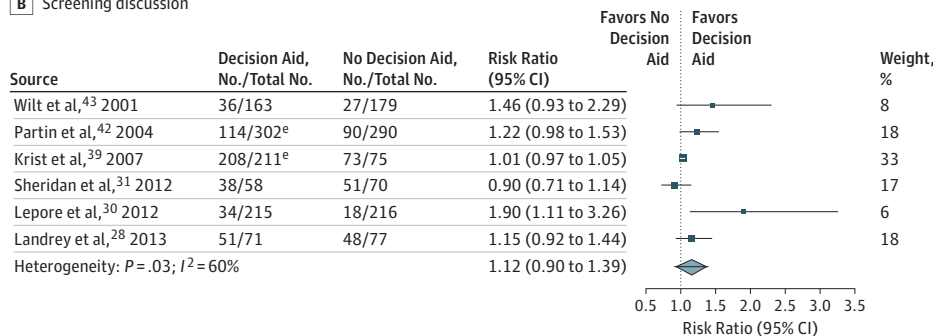 B Screening discussion
Favors No Decision Aid
Favors Decision Aid
Source Decision Aid, No./Total No. No Decision Aid, No./Total No. Risk Ratio (95% CI) Weight, %
Wilt et al,43 2001 36/163 27/179 1.46 (0.93 to 2.29) 8
Partin et al,42 2004 114/302e 90/290 1.22 (0.98 to 1.53) 18
Krist et al,39 2007 208/211e 73/75 1.01 (0.97 to 1.05) 33
Sheridan et al,31 2012 38/58 51/70 0.90 (0.71 to 1.14) 17
Lepore et al,30 2012 34/215 18/216 1.90 (1.11 to 3.26) 6
Landrey et al,28 2013 51/71 48/77 1.15 (0.92 to 1.44) 18
Heterogeneity: P = .03; I2 = 60% 1.12 (0.90 to 1.39)
0.5 1.0 1.5 2.0 2.5 3.0 3.5
Risk Ratio (95% CI)